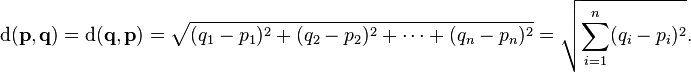 d(p, q) = d(q, p) = √((q₁ − p₁)² + (q₂ − p₂)² + ⋯ + (qₙ − pₙ)²) = √(∑ᵢ₌₁ⁿ (qᵢ − pᵢ)²).